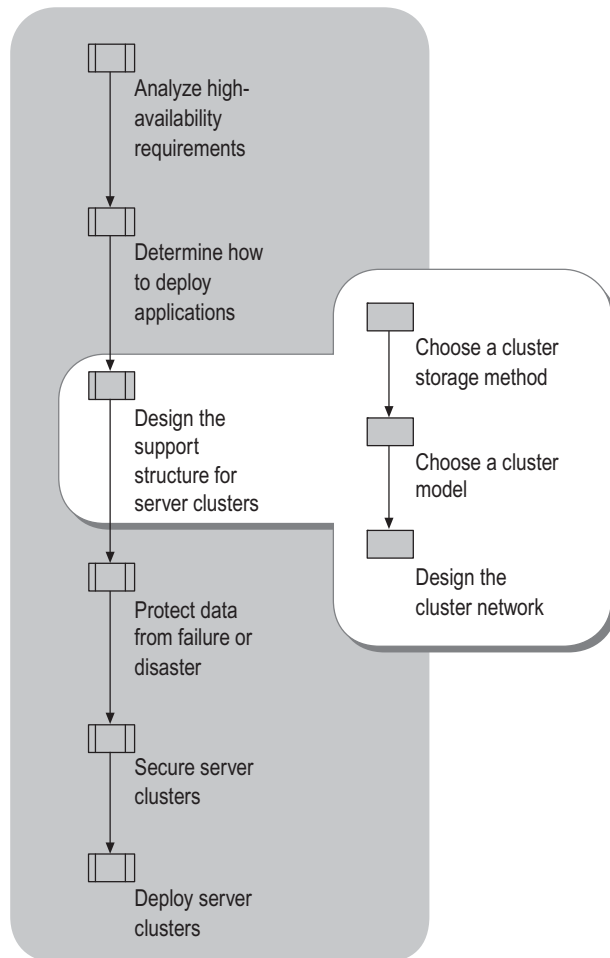 Analyze high-
availability
requirements
Determine how
to deploy
applications
Design the
support
structure for
server clusters
Choose a cluster
storage method
Choose a cluster
model
Design the
cluster network
Protect data
from failure or
disaster
Secure server
clusters
Deploy server
clusters